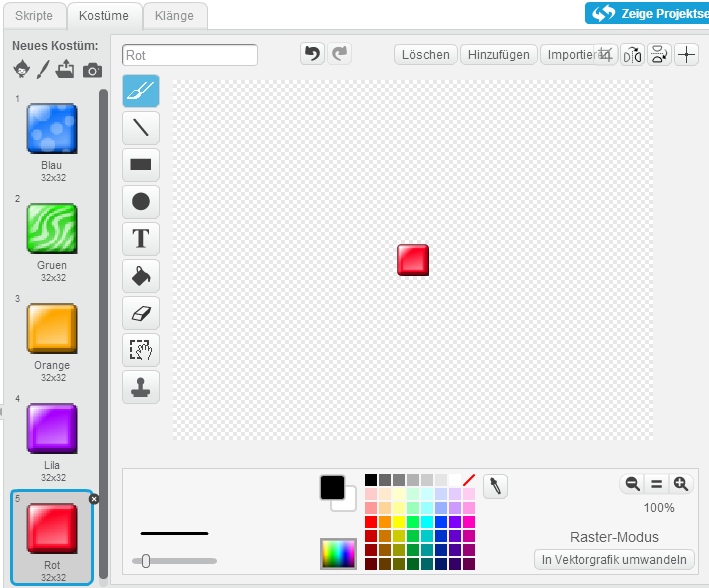 Skripte
Kostüme
Klänge
Zeige Projektse
Neues Kostüm:
Rot
Löschen
Hinzufügen
Importieren
1
Blau
32x32
2
Gruen
32x32
3
Orange
32x32
4
Lila
32x32
5
Rot
32x32
T
100%
Raster-Modus
In Vektorgrafik umwandeln